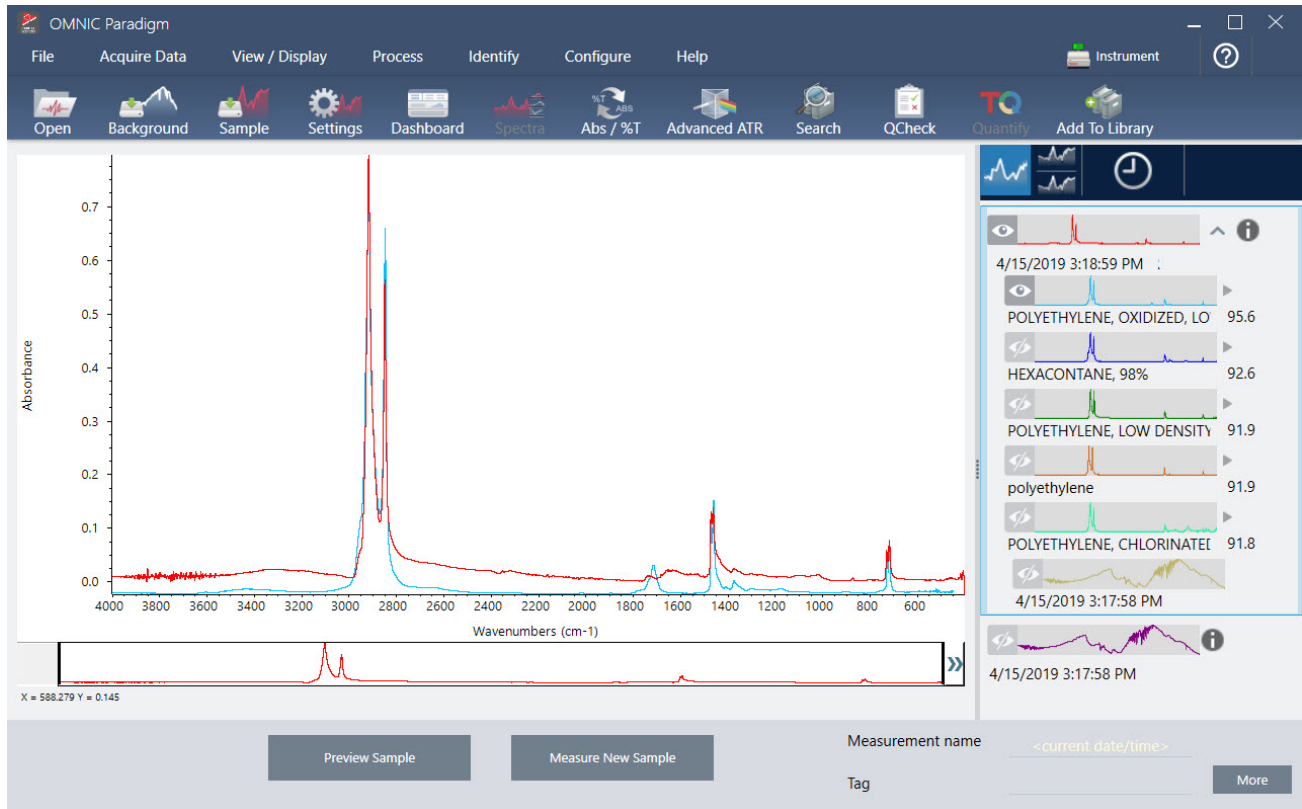 OMNIC Paradigm
File Acquire Data View / Display Process Identify Configure Help Instrument ?
%T ABS TQ
Open Background Sample Settings Dashboard Spectra Abs / %T Advanced ATR Search QCheck Quantify Add To Library
0.7
0.6
0.5
0.4
0.3
0.2
0.1
0.0
Absorbance
4000 3800 3600 3400 3200 3000 2800 2600 2400 2200 2000 1800 1600 1400 1200 1000 800 600
Wavenumbers (cm-1)
X = 588.279 Y = 0.145
4/15/2019 3:18:59 PM
POLYETHYLENE, OXIDIZED, LO 95.6
HEXACONTANE, 98% 92.6
POLYETHYLENE, LOW DENSITY 91.9
polyethylene 91.9
POLYETHYLENE, CHLORINATE 91.8
4/15/2019 3:17:58 PM
4/15/2019 3:17:58 PM
Preview Sample Measure New Sample
Measurement name <current date/time>
Tag
More